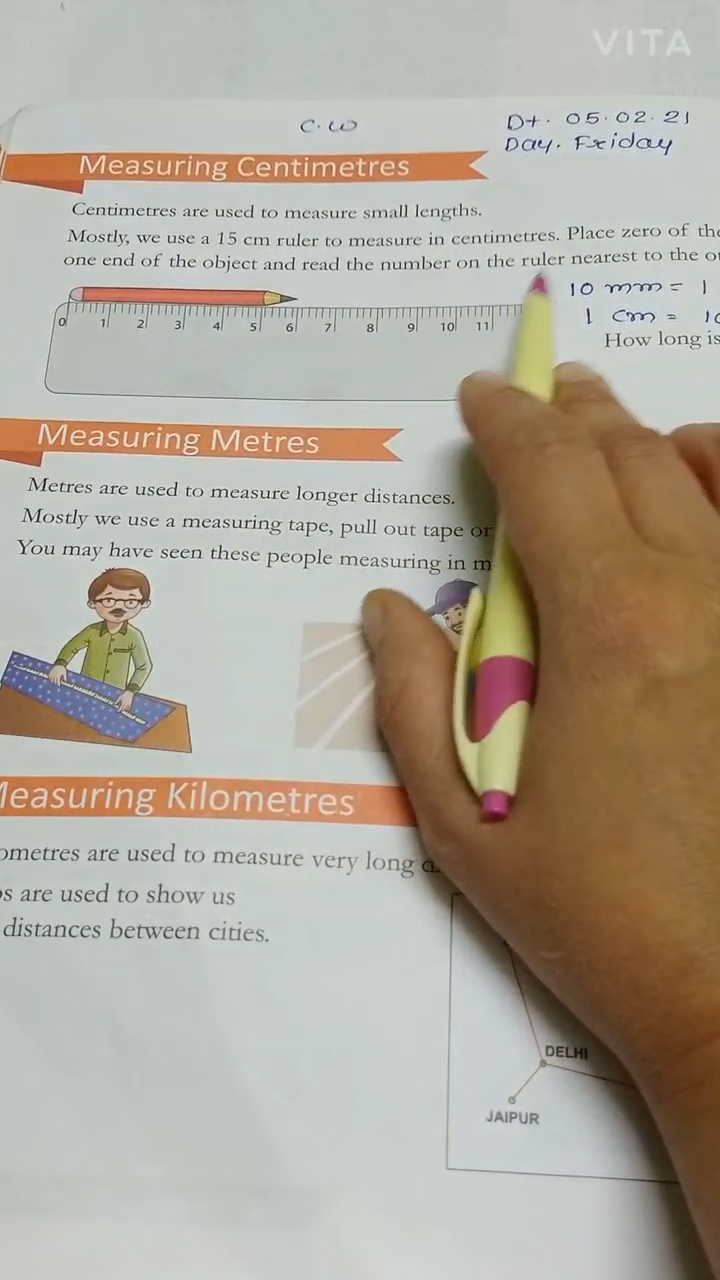 VITA
C.W
Dt. 05.02.21
Day. Friday
Measuring Centimetres
Centimetres are used to measure small lengths.
Mostly, we use a 15 cm ruler to measure in centimetres. Place zero of the
one end of the object and read the number on the ruler nearest to the
10 mm = 1
1 cm =
0 1 2 3 4 5 6 7 8 9 10 11
How long is
Measuring Metres
Metres are used to measure longer distances.
Mostly we use a measuring tape, pull out tape or
You may have seen these people measuring in m
Measuring Kilometres
ometres are used to measure very long
s are used to show us
distances between cities.
DELHI
JAIPUR